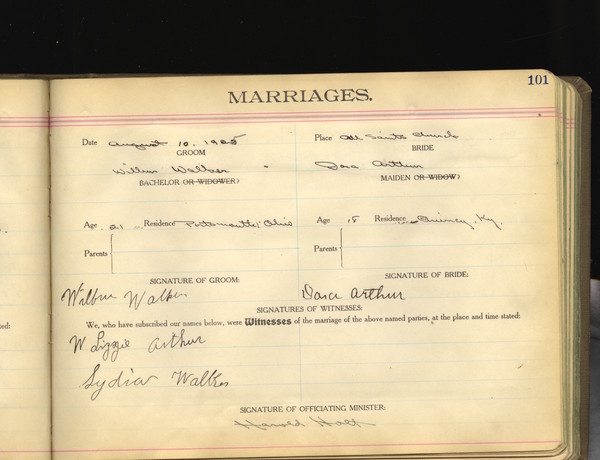 101
MARRIAGES.
Date August 10, 1925 Place All Saints Church
GROOM BRIDE
Wilbur Walker Dora Arthur
BACHELOR OR WIDOWER? MAIDEN OR WIDOW?
Age 21 Residence Portsmouth, Ohio Age 18 Residence Quincy, Ky.
Parents Parents
SIGNATURE OF GROOM: SIGNATURE OF BRIDE:
Wilbur Walker Dora Arthur
SIGNATURES OF WITNESSES:
ted: We, who have subscribed our names below, were Witnesses of the marriage of the above named parties, at the place and time stated:
W Lizzie Arthur
Lydia Walker
SIGNATURE OF OFFICIATING MINISTER:
Harold Holt